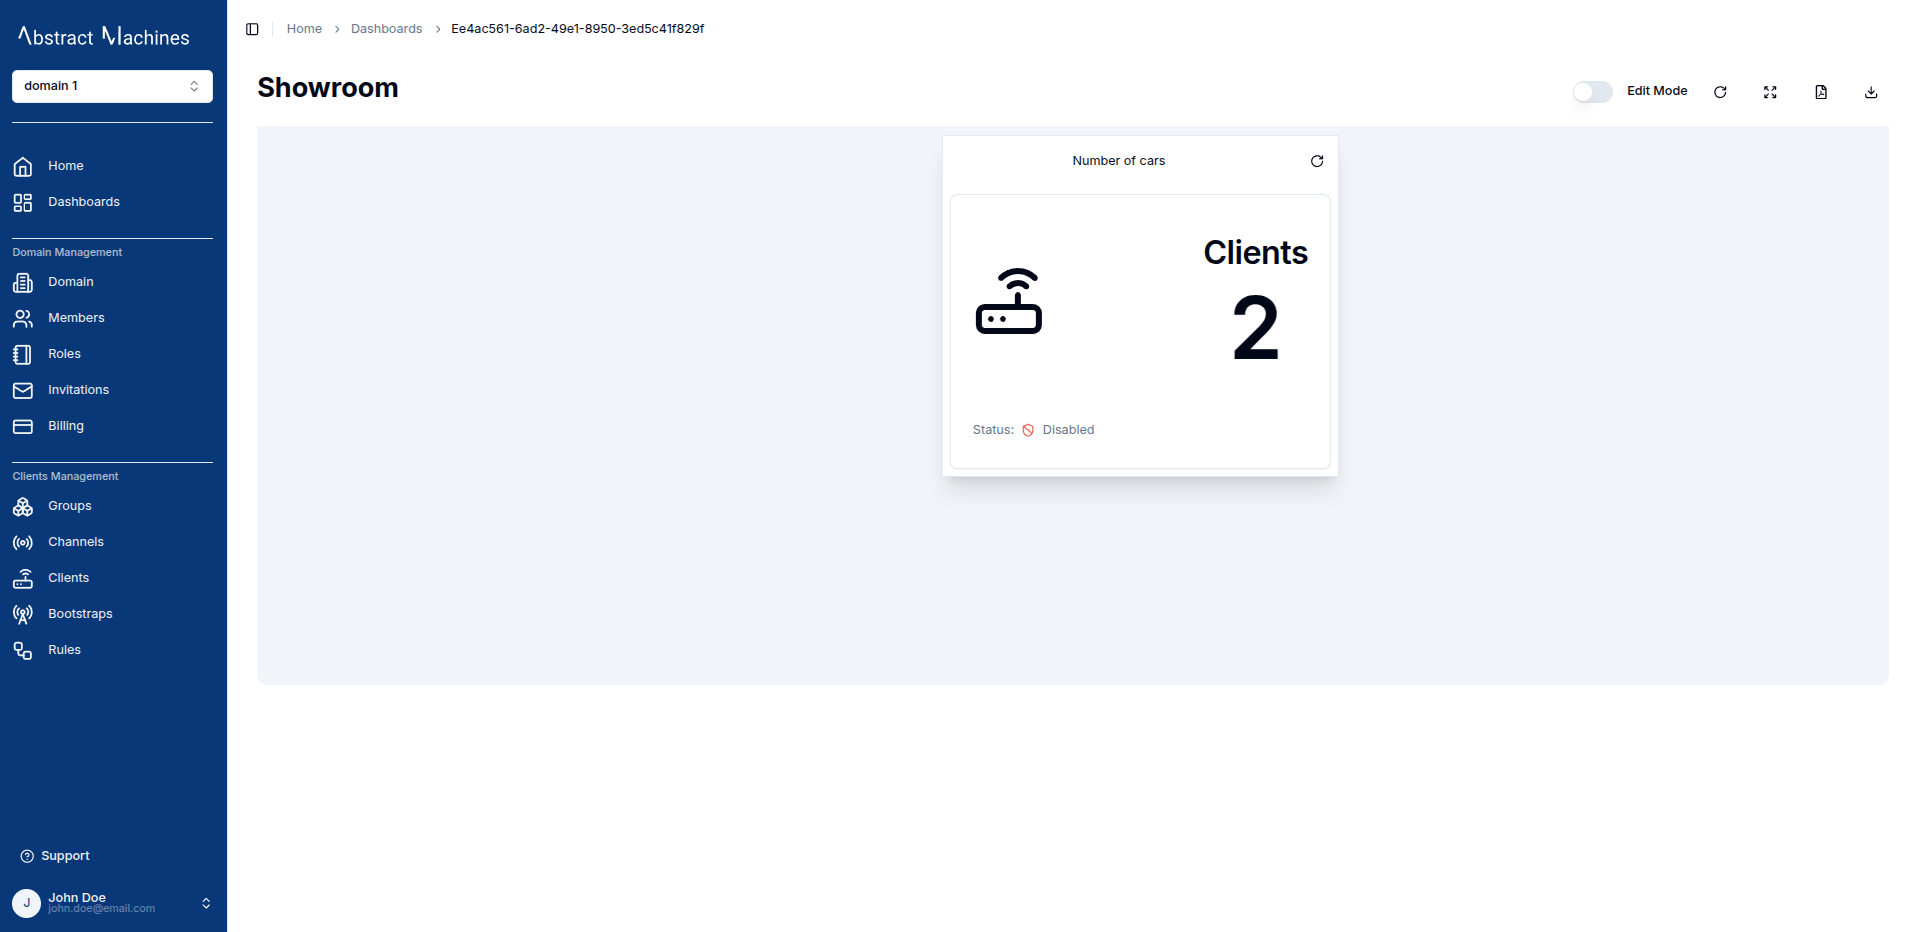 Abstract Machines
domain 1
Home
Dashboards
Domain Management
Domain
Members
Roles
Invitations
Billing
Clients Management
Groups
Channels
Clients
Bootstraps
Rules
Support
J
John Doe
john.doe@email.com
Home
Dashboards
Ee4ac561-6ad2-49e1-8950-3ed5c41f829f
Showroom
Edit Mode
Number of cars
Clients
2
Status: Disabled